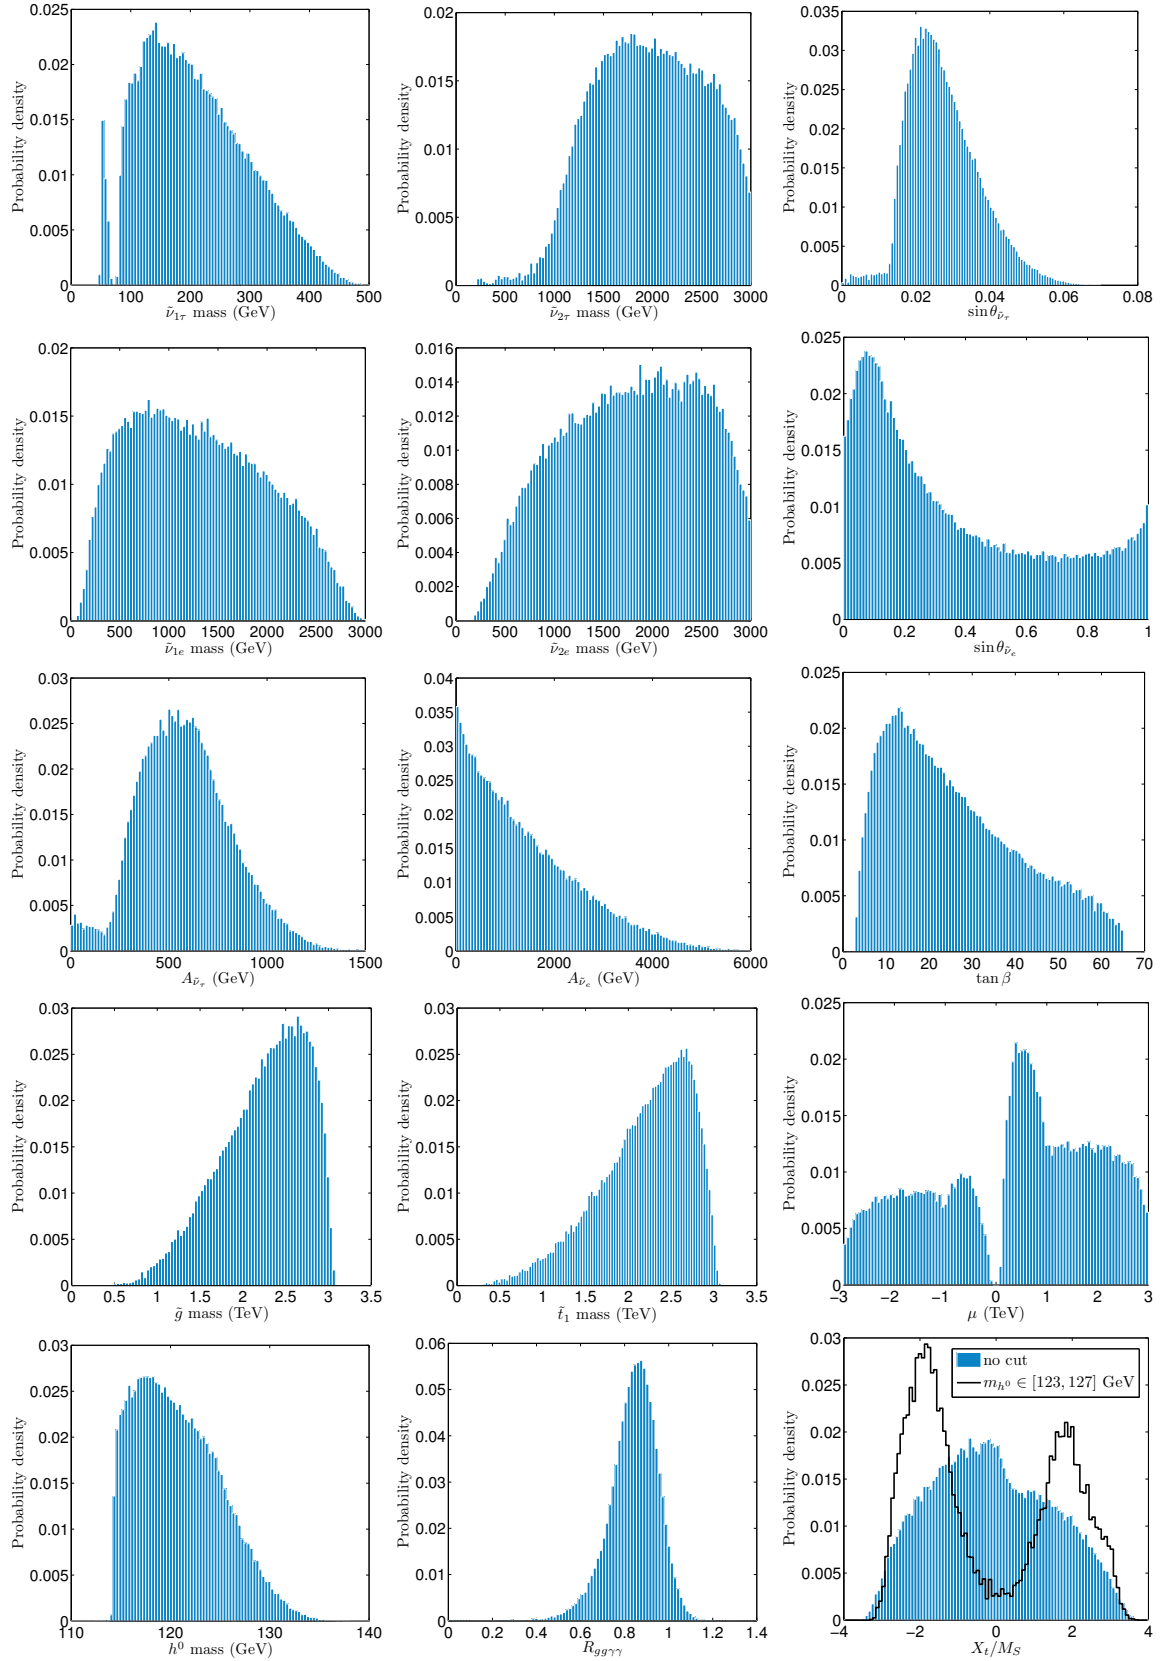 0.025
0.02
0.015
0.01
0.005
0
Probability density
0 100 200 300 400 500
ν̃₁τ mass (GeV)
0.02
0.015
0.01
0.005
0
Probability density
0 500 1000 1500 2000 2500 3000
ν̃₂τ mass (GeV)
0.035
0.03
0.025
0.02
0.015
0.01
0.005
0
Probability density
0 0.02 0.04 0.06 0.08
sin θν̃τ
0.02
0.015
0.01
0.005
0
Probability density
0 500 1000 1500 2000 2500 3000
ν̃₁e mass (GeV)
0.016
0.014
0.012
0.01
0.008
0.006
0.004
0.002
0
Probability density
0 500 1000 1500 2000 2500 3000
ν̃₂e mass (GeV)
0.025
0.02
0.015
0.01
0.005
0
Probability density
0 0.2 0.4 0.6 0.8 1
sin θν̃e
0.03
0.025
0.02
0.015
0.01
0.005
0
Probability density
0 500 1000 1500
Aν̃τ (GeV)
0.04
0.035
0.03
0.025
0.02
0.015
0.01
0.005
0
Probability density
0 2000 4000 6000
Aν̃e (GeV)
0.025
0.02
0.015
0.01
0.005
0
Probability density
0 10 20 30 40 50 60 70
tan β
0.03
0.025
0.02
0.015
0.01
0.005
0
Probability density
0 0.5 1 1.5 2 2.5 3 3.5
g̃ mass (TeV)
0.03
0.025
0.02
0.015
0.01
0.005
0
Probability density
0 0.5 1 1.5 2 2.5 3 3.5
t̃₁ mass (TeV)
0.025
0.02
0.015
0.01
0.005
0
Probability density
−3 −2 −1 0 1 2 3
μ (TeV)
0.03
0.025
0.02
0.015
0.01
0.005
0
Probability density
110 120 130 140
h⁰ mass (GeV)
0.06
0.05
0.04
0.03
0.02
0.01
0
Probability density
0 0.2 0.4 0.6 0.8 1 1.2 1.4
Rggγγ
0.03
0.025
0.02
0.015
0.01
0.005
0
Probability density
no cut
mh⁰ ∈ [123, 127] GeV
−4 −2 0 2 4
Xt/MS